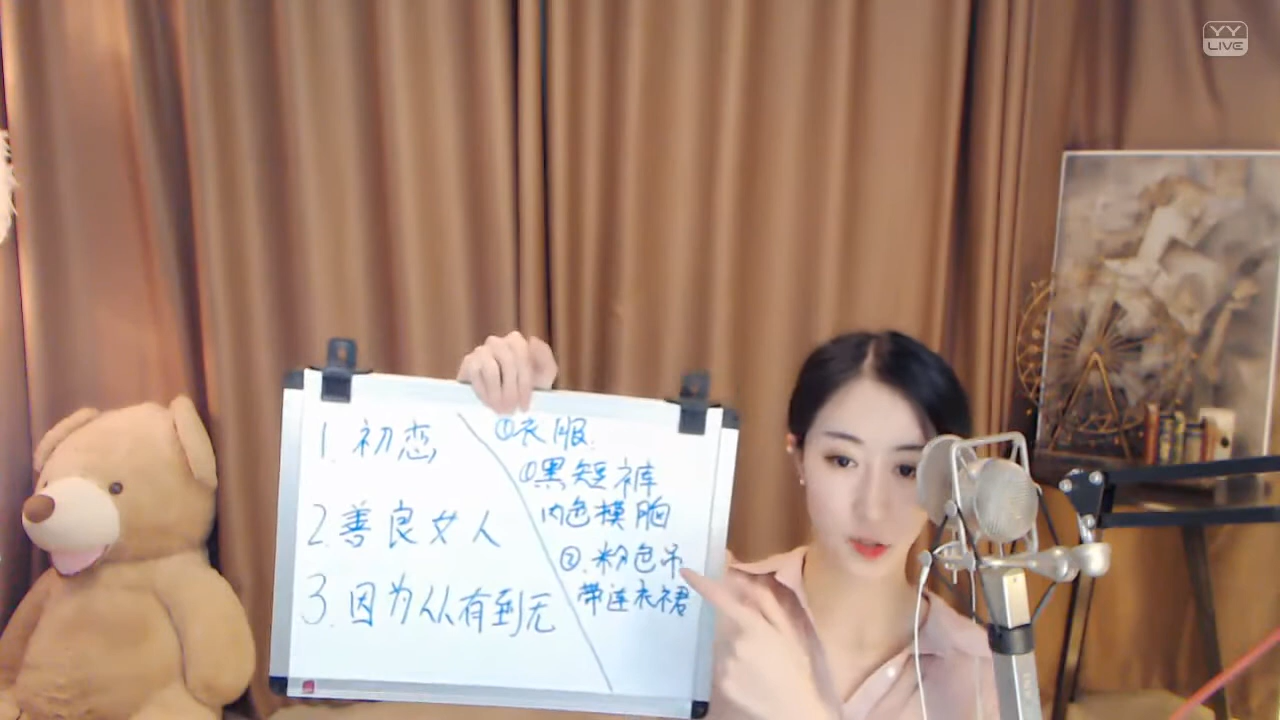 YY
LIVE
1. 初恋
2. 善良女人
3. 因为从有到无
①衣服.
①黑短裤
肉色模胸
②.粉色吊
带连衣裙